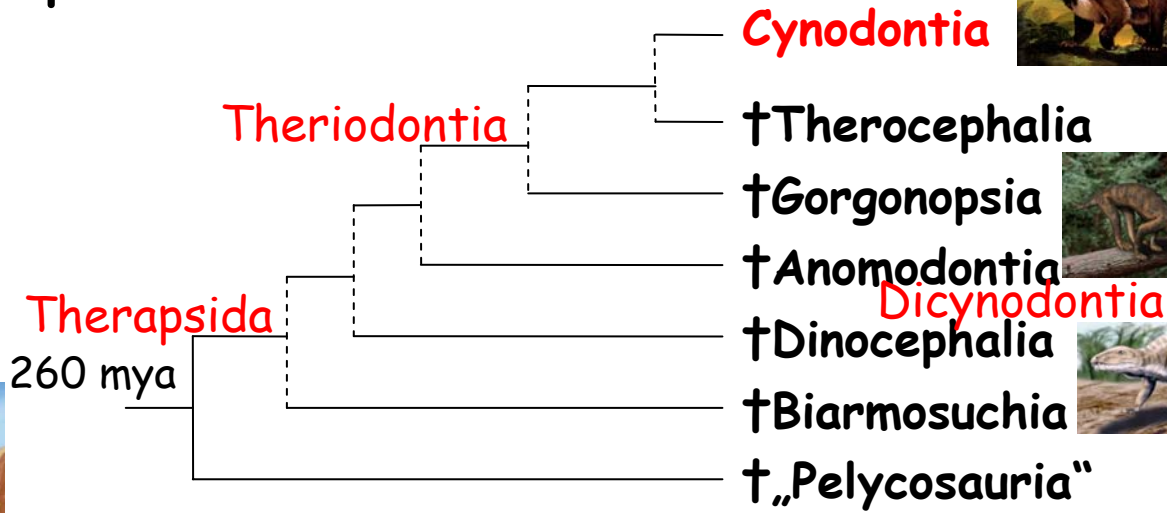 Cynodontia
Theriodontia
†Therocephalia
†Gorgonopsia
†Anomodontia
Dicynodontia
Therapsida
†Dinocephalia
260 mya
†Biarmosuchia
†„Pelycosauria“